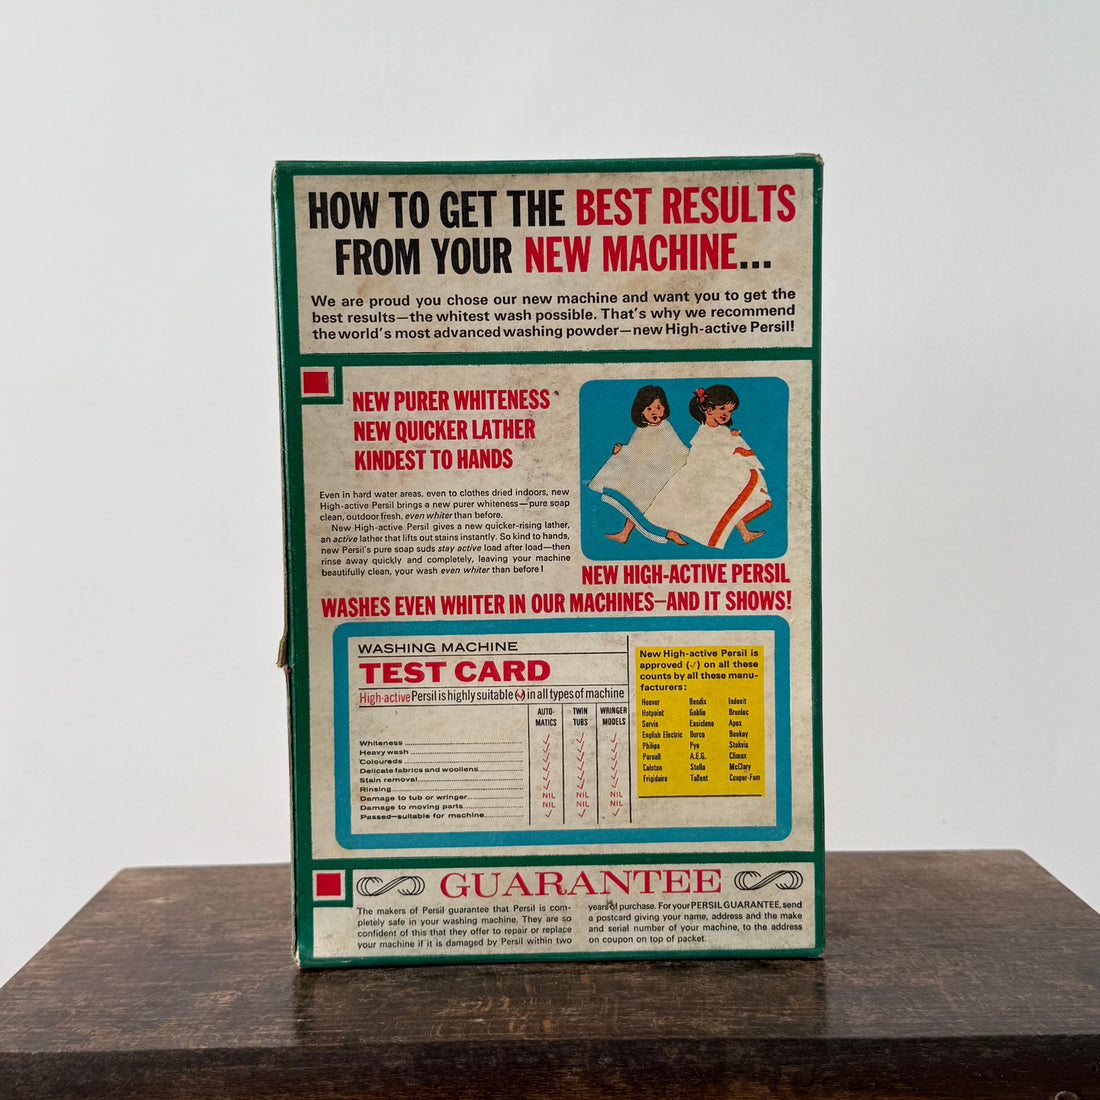 HOW TO GET THE BEST RESULTS
FROM YOUR NEW MACHINE...
We are proud you chose our new machine and want you to get the
best results—the whitest wash possible. That's why we recommend
the world's most advanced washing powder—new High-active Persil!
NEW PURER WHITENESS
NEW QUICKER LATHER
KINDEST TO HANDS
Even in hard water areas, even to clothes dried indoors, new
High-active Persil brings a new purer whiteness—pure soap
clean, outdoor fresh, even whiter than before.
New High-active Persil gives a new quicker-rising lather,
an active lather that lifts out stains instantly. So kind to hands,
new Persil's pure soap suds stay active load after load—then
rinse away quickly and completely, leaving your machine
beautifully clean, your wash even whiter than before!
NEW HIGH-ACTIVE PERSIL
WASHES EVEN WHITER IN OUR MACHINES—AND IT SHOWS!
WASHING MACHINE
TEST CARD
High-active Persil is highly suitable (✓) in all types of machine
AUTO-MATICS TWIN TUBS WRINGER MODELS
Whiteness ✓ ✓ ✓
Heavy wash ✓ ✓ ✓
Coloureds ✓ ✓ ✓
Delicate fabrics and woollens ✓ ✓ ✓
Stain removal ✓ ✓ ✓
Rinsing ✓ ✓ ✓
Damage to tub or wringer NIL NIL NIL
Damage to moving parts NIL NIL NIL
Passed—suitable for machine ✓ ✓ ✓
New High-active Persil is
approved (✓) on all these
counts by all these manu-
facturers:
Hoover Bendix Indesit
Hotpoint Goblin Bruniec
Servis Easiclene Apex
English Electric Burco Beekay
Philips Pye Stokvis
Parnall A.E.G. Climax
Colston Stella McClary
Frigidaire Tallent Couper-Fam
GUARANTEE
The makers of Persil guarantee that Persil is com-
pletely safe in your washing machine. They are so
confident of this that they offer to repair or replace
your machine if it is damaged by Persil within two
years of purchase. For your PERSIL GUARANTEE, send
a postcard giving your name, address and the make
and serial number of your machine, to the address
on coupon on top of packet.